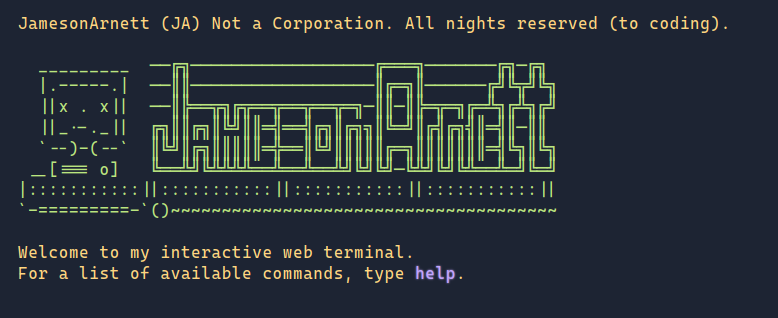 JamesonArnett (JA) Not a Corporation. All nights reserved (to coding).
JamesonArnett
Welcome to my interactive web terminal.
For a list of available commands, type help.